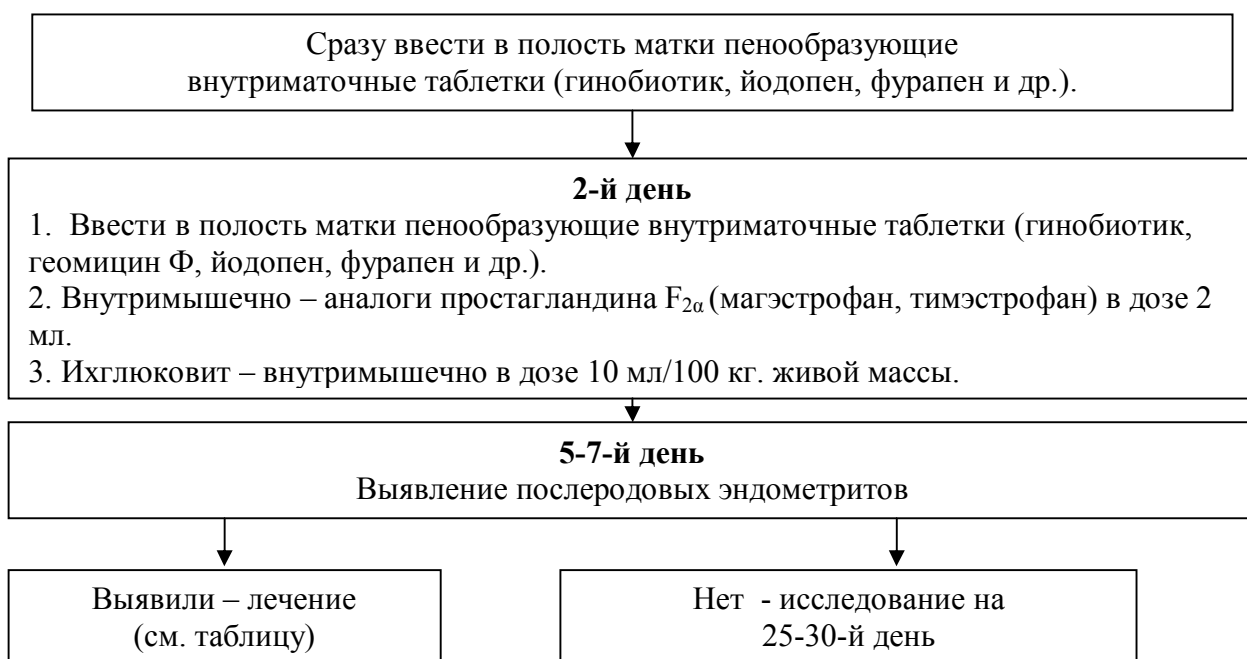 Сразу ввести в полость матки пенообразующие
внутриматочные таблетки (гинобиотик, йодопен, фурапен и др.).
2-й день
1. Ввести в полость матки пенообразующие внутриматочные таблетки (гинобиотик,
геомицин Ф, йодопен, фурапен и др.).
2. Внутримышечно – аналоги простагландина F2α (магэстрофан, тимэстрофан) в дозе 2
мл.
3. Ихглюковит – внутримышечно в дозе 10 мл/100 кг. живой массы.
5-7-й день
Выявление послеродовых эндометритов
Выявили – лечение
(см. таблицу)
Нет - исследование на
25-30-й день